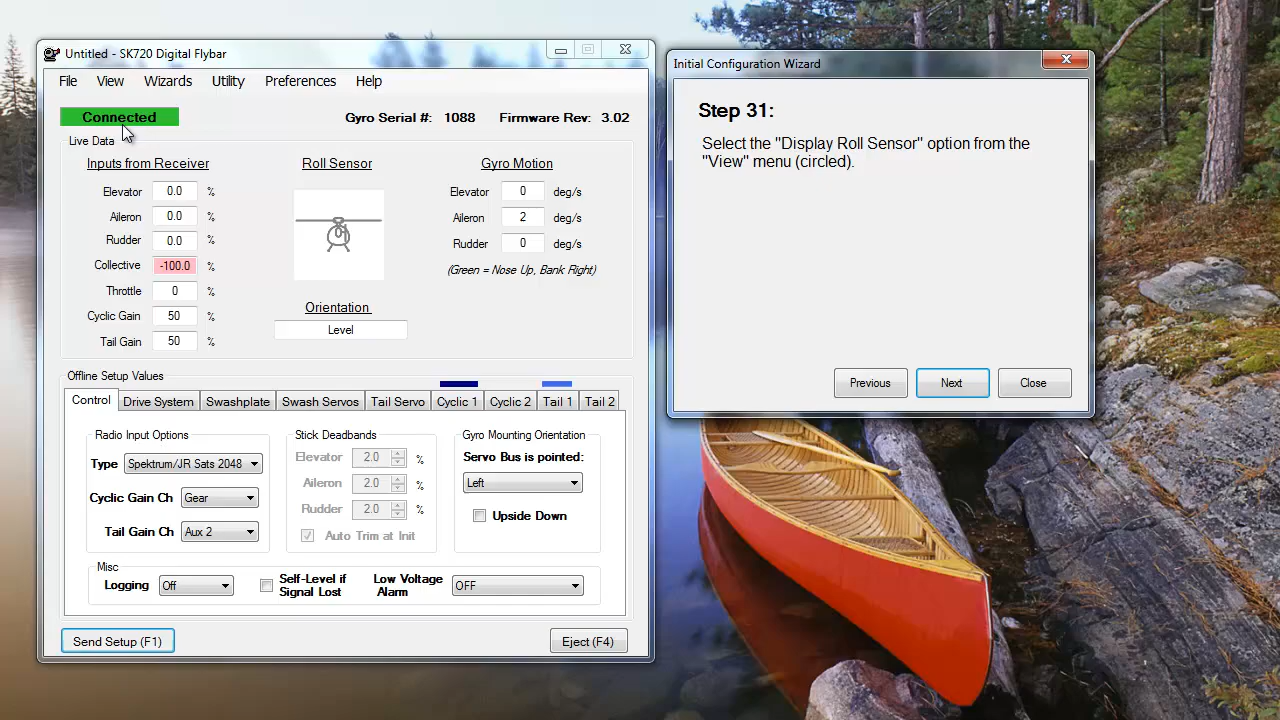 Untitled - SK720 Digital Flybar
File View Wizards Utility Preferences Help
Connected
Gyro Serial #: 1088 Firmware Rev: 3.02
Live Data
Inputs from Receiver
Elevator 0.0 %
Aileron 0.0 %
Rudder 0.0 %
Collective -100.0 %
Throttle 0 %
Cyclic Gain 50 %
Tail Gain 50 %
Roll Sensor
Orientation
Level
Gyro Motion
Elevator 0 deg/s
Aileron 2 deg/s
Rudder 0 deg/s
(Green = Nose Up, Bank Right)
Offline Setup Values
Control Drive System Swashplate Swash Servos Tail Servo Cyclic 1 Cyclic 2 Tail 1 Tail 2
Radio Input Options
Type Spektrum/JR Sats 2048
Cyclic Gain Ch Gear
Tail Gain Ch Aux 2
Stick Deadbands
Elevator 2.0 %
Aileron 2.0 %
Rudder 2.0 %
Auto Trim at Init
Gyro Mounting Orientation
Servo Bus is pointed:
Left
Upside Down
Misc
Logging Off
Self-Level if
Signal Lost
Low Voltage
Alarm
OFF
Send Setup (F1)
Eject (F4)
Initial Configuration Wizard
Step 31:
Select the "Display Roll Sensor" option from the
"View" menu (circled).
Previous Next Close